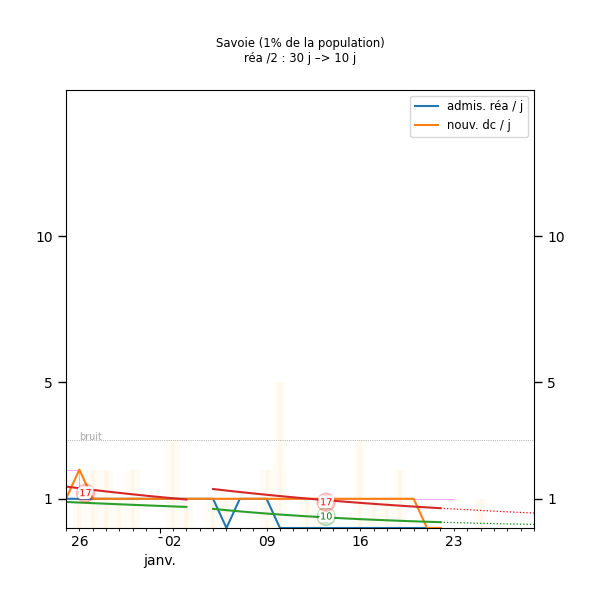 Savoie (1% de la population)
réa /2 : 30 j –> 10 j
admis. réa / j
nouv. dc / j
10
10
5
5
bruit
17
17
10
1
1
26
02
09
16
23
janv.